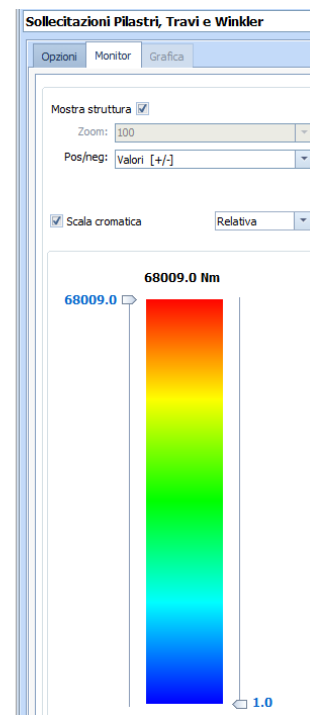 Sollecitazioni Pilastri, Travi e Winkler
Opzioni Monitor Grafica
Mostra struttura
Zoom: 100
Pos/neg: Valori [+/-]
Scala cromatica Relativa
68009.0 Nm
68009.0
1.0